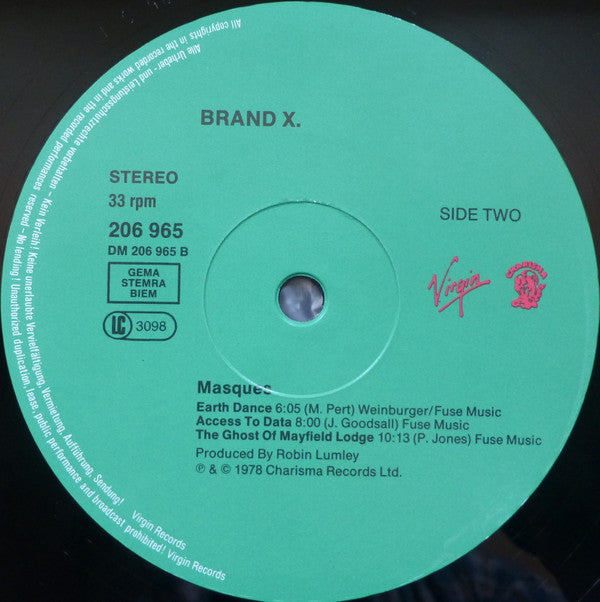 BRAND X.
STEREO
33 rpm
206 965
DM 206 965 B
GEMA
STEMRA
BIEM
LC 3098
SIDE TWO
Virgin
CHARISMA
Masques
Earth Dance 6:05 (M. Pert) Weinburger/Fuse Music
Access To Data 8:00 (J. Goodsall) Fuse Music
The Ghost Of Mayfield Lodge 10:13 (P. Jones) Fuse Music
Produced By Robin Lumley
℗ & © 1978 Charisma Records Ltd.
Alle Urheber- und Leistungsschutzrechte vorbehalten – Kein Verleih! Keine unerlaubte Vervielfältigung, Vermietung, Aufführung, Sendung! Virgin Records
All copyrights in the recorded works and in the recorded performances reserved – No lending! Unauthorized duplication, lease, public performance and broadcast prohibited! Virgin Records